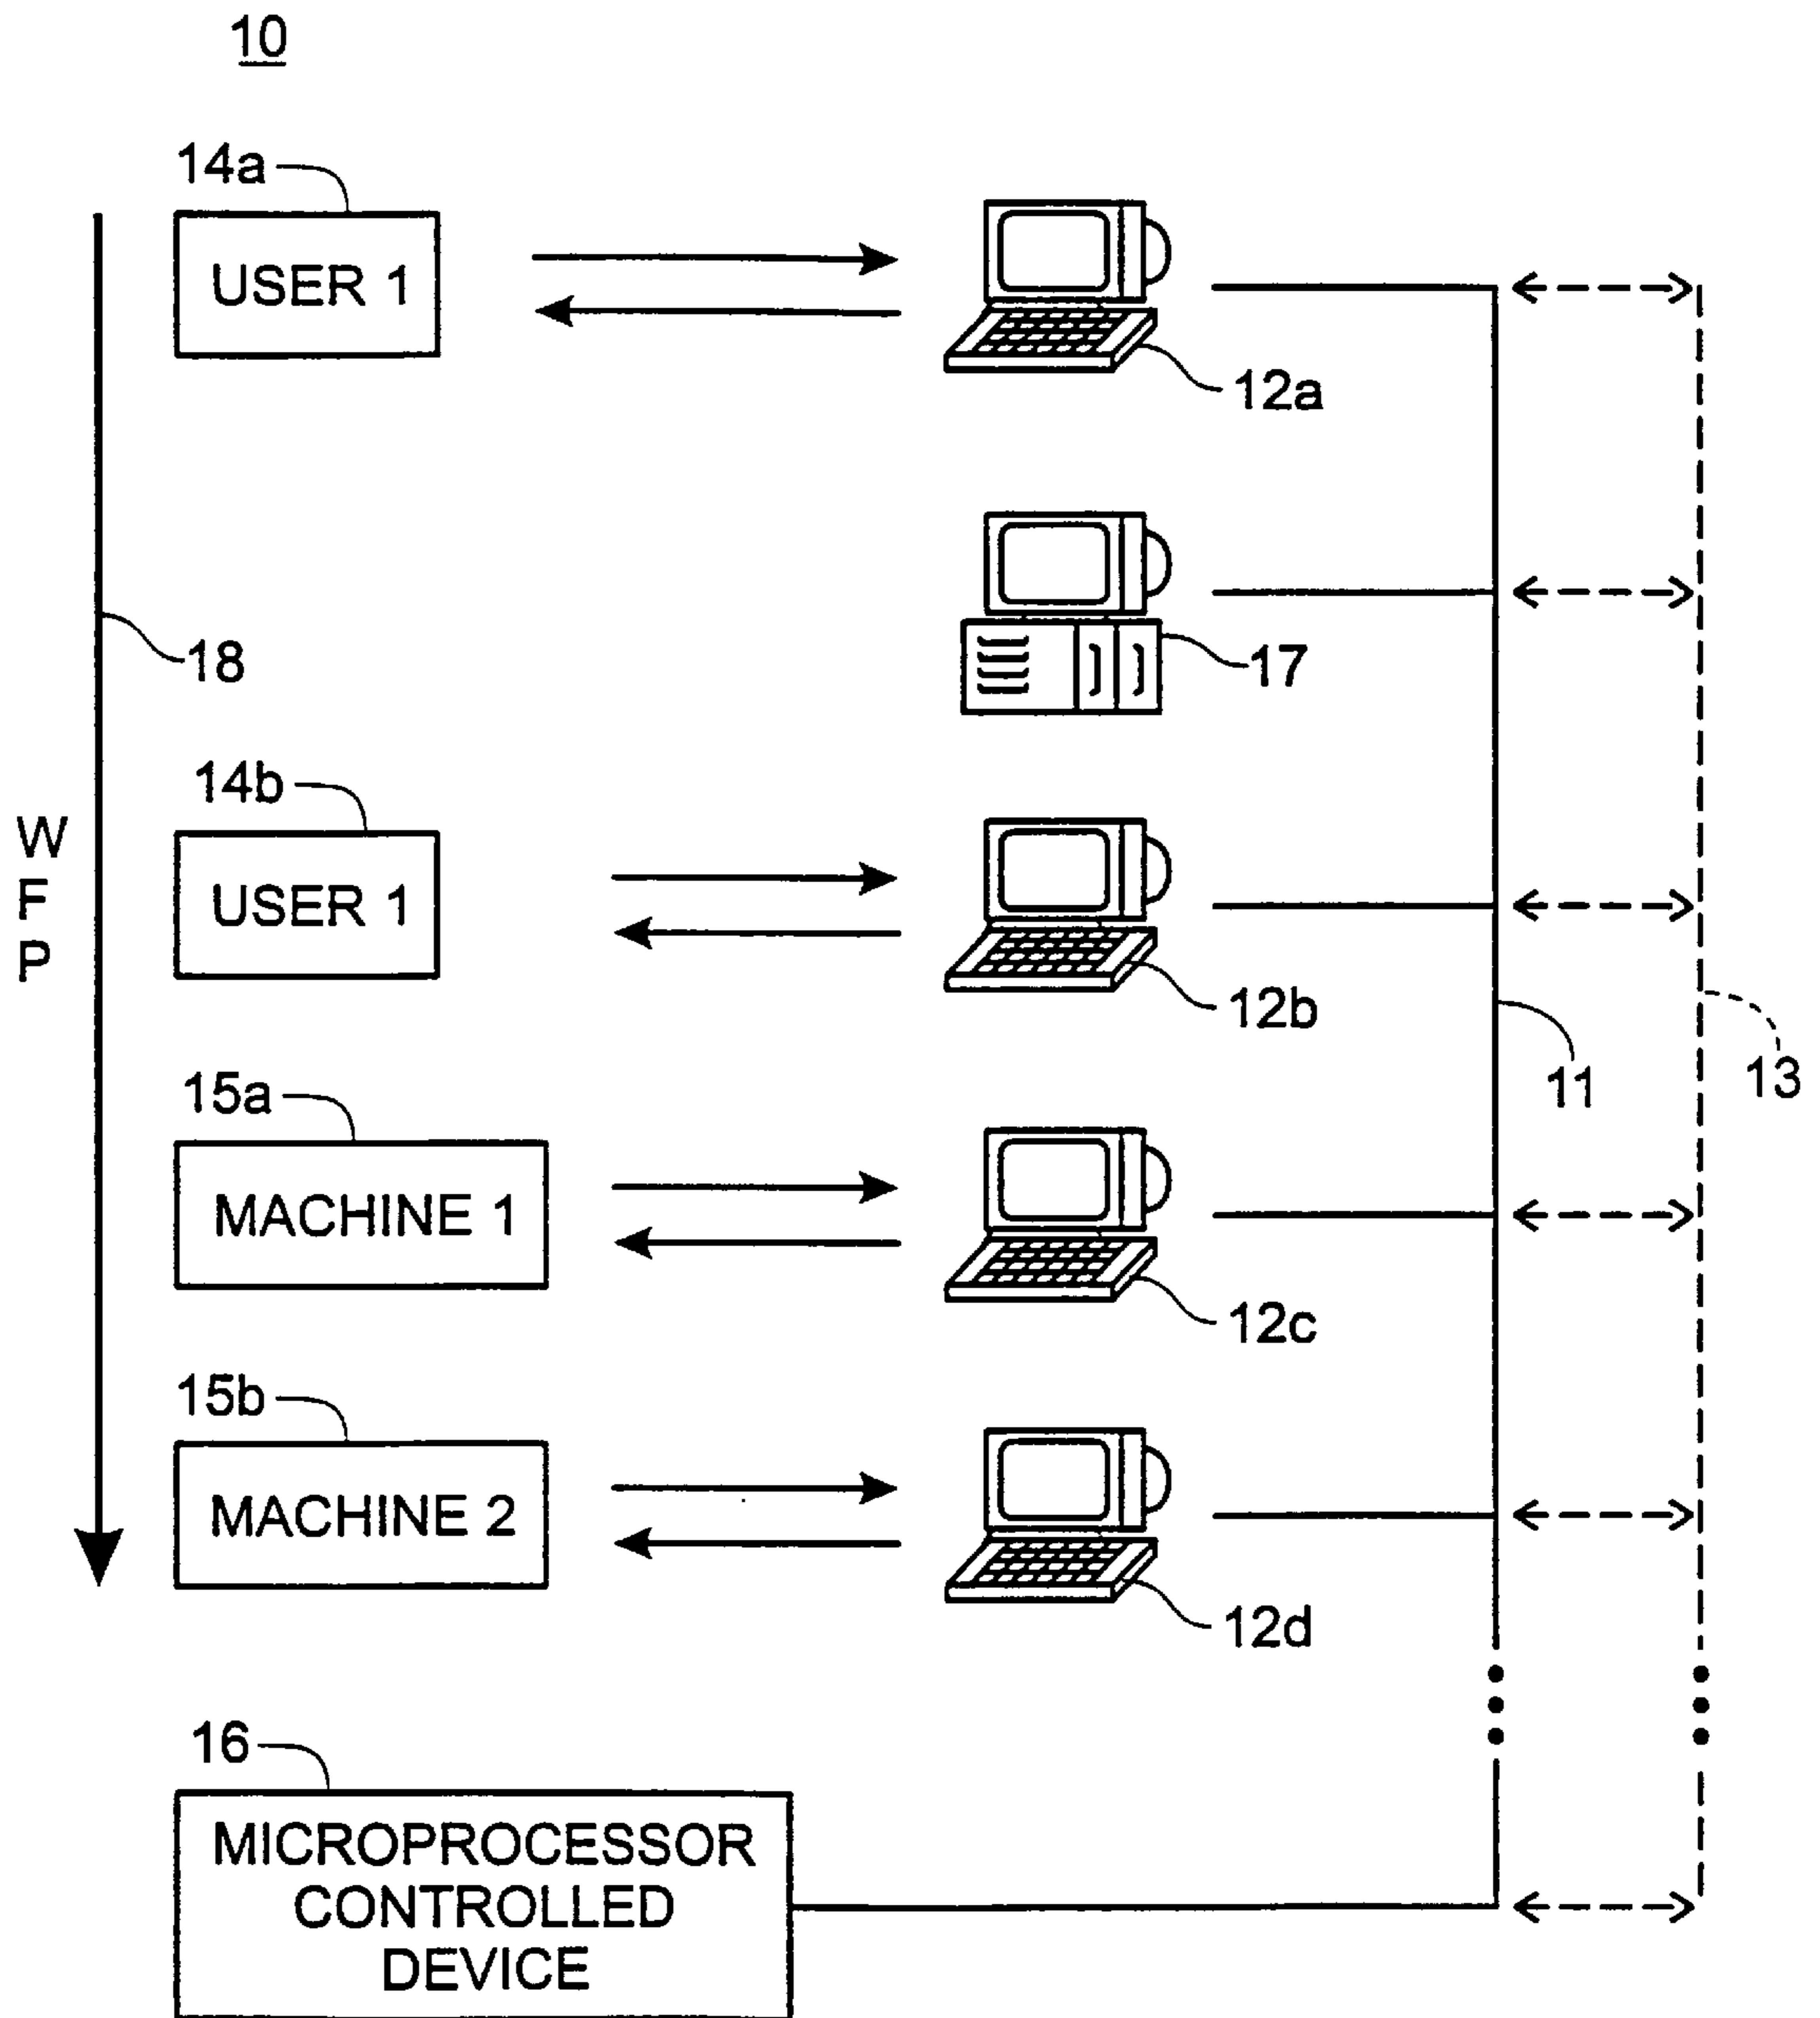 10
14a
USER 1
12a
18
17
14b
W
F
P
USER 1
12b
11
13
15a
MACHINE 1
12c
15b
MACHINE 2
12d
16
MICROPROCESSOR
CONTROLLED
DEVICE